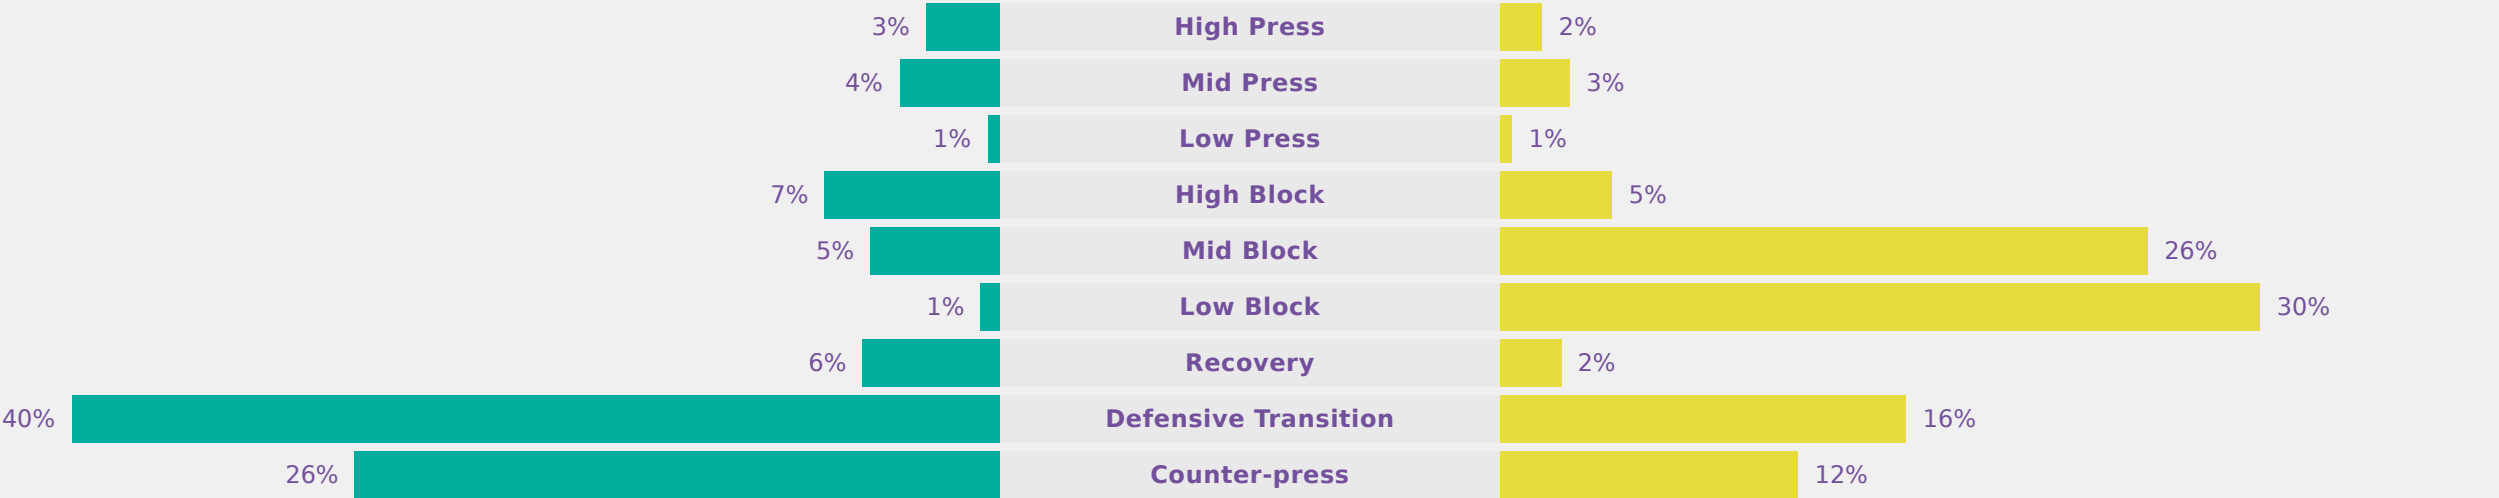 3% High Press 2%
4% Mid Press 3%
1% Low Press 1%
7% High Block 5%
5% Mid Block 26%
1% Low Block 30%
6% Recovery 2%
40% Defensive Transition 16%
26% Counter-press 12%